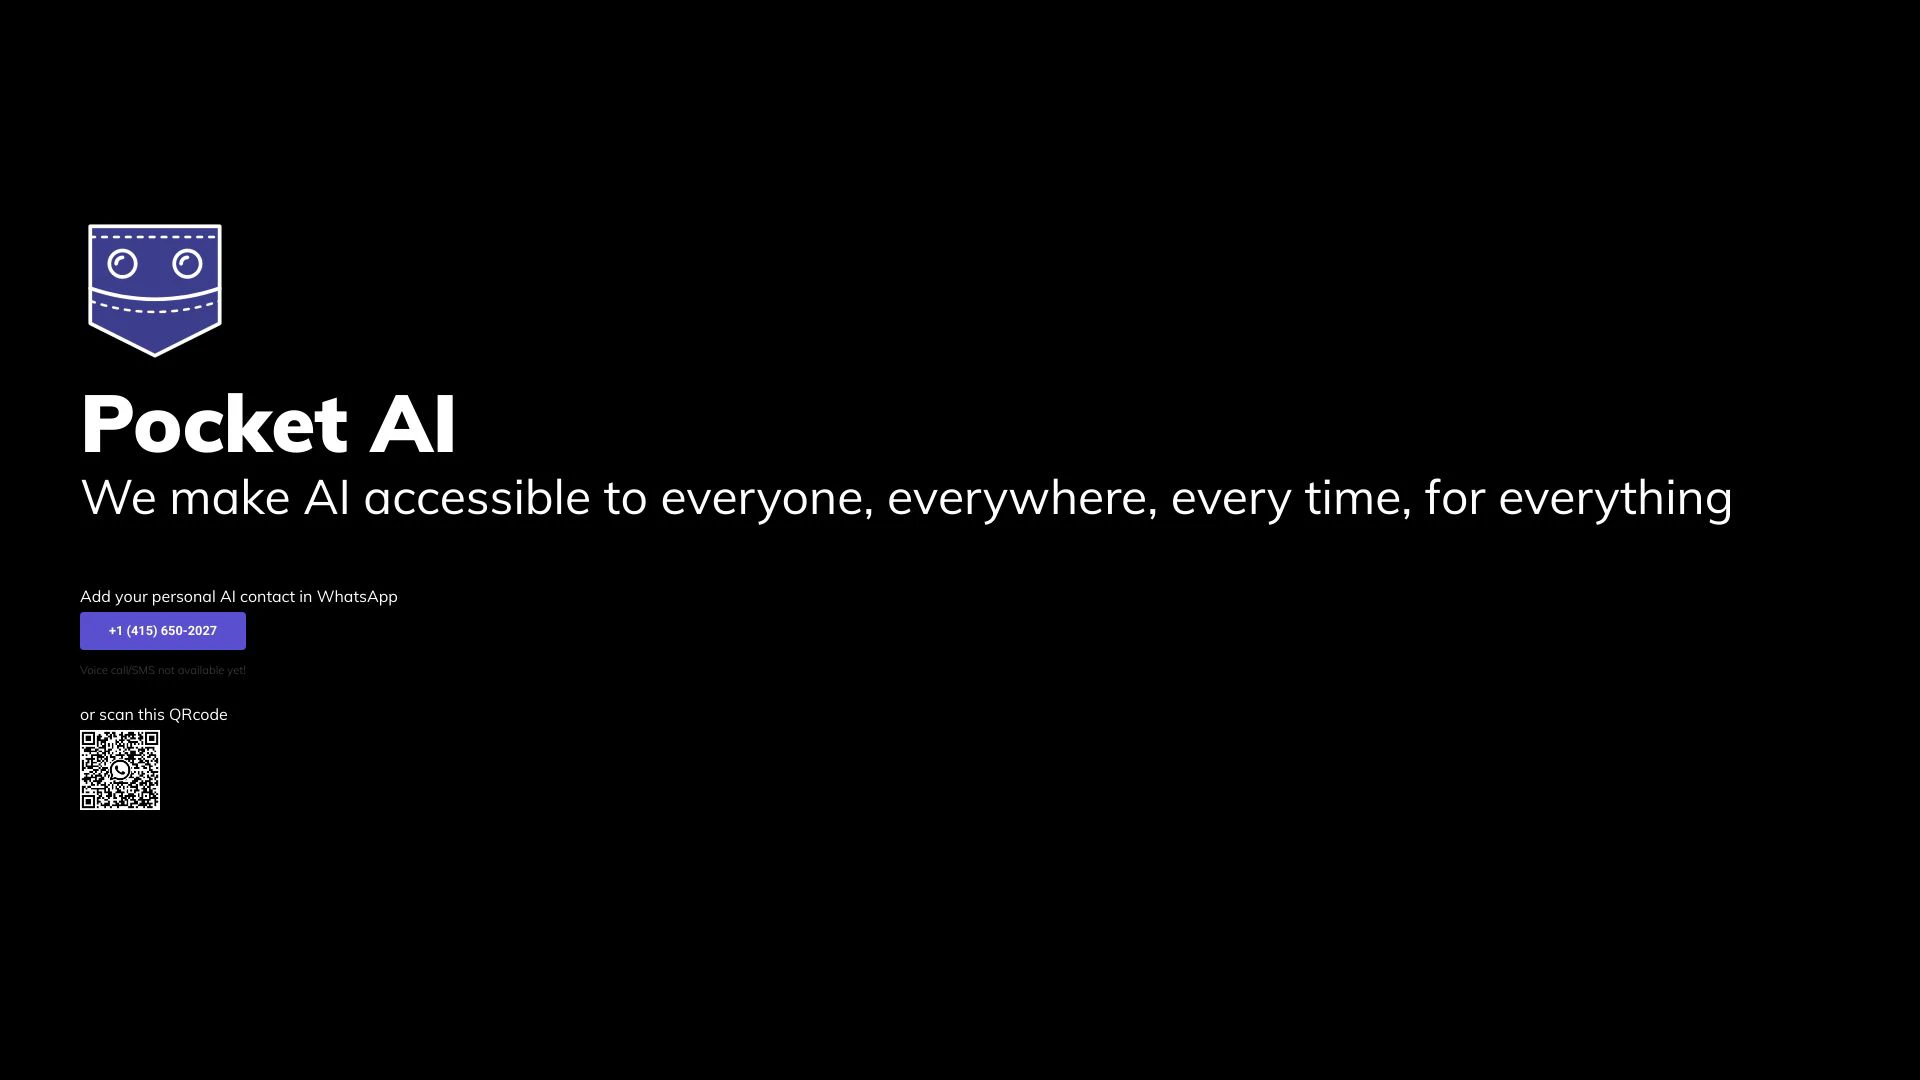 Pocket AI
We make AI accessible to everyone, everywhere, every time, for everything
Add your personal AI contact in WhatsApp
+1 (415) 650-2027
Voice call/SMS not available yet!
or scan this QRcode